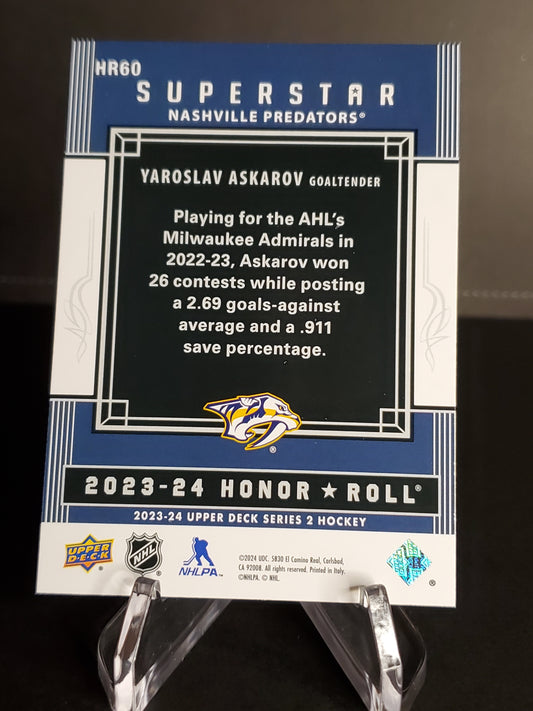 HR60
SUPERSTAR
NASHVILLE PREDATORS®
YAROSLAV ASKAROV GOALTENDER
Playing for the AHL's
Milwaukee Admirals in
2022-23, Askarov won
26 contests while posting
a 2.69 goals-against
average and a .911
save percentage.
®
2023-24 HONOR ★ ROLL®
2023-24 UPPER DECK SERIES 2 HOCKEY
UPPER DECK
NHL
NHLPA™
©2024 UDC, 5830 El Camino Real, Carlsbad,
CA 92008. All rights reserved. Printed in Italy.
©NHLPA. © NHL.
®